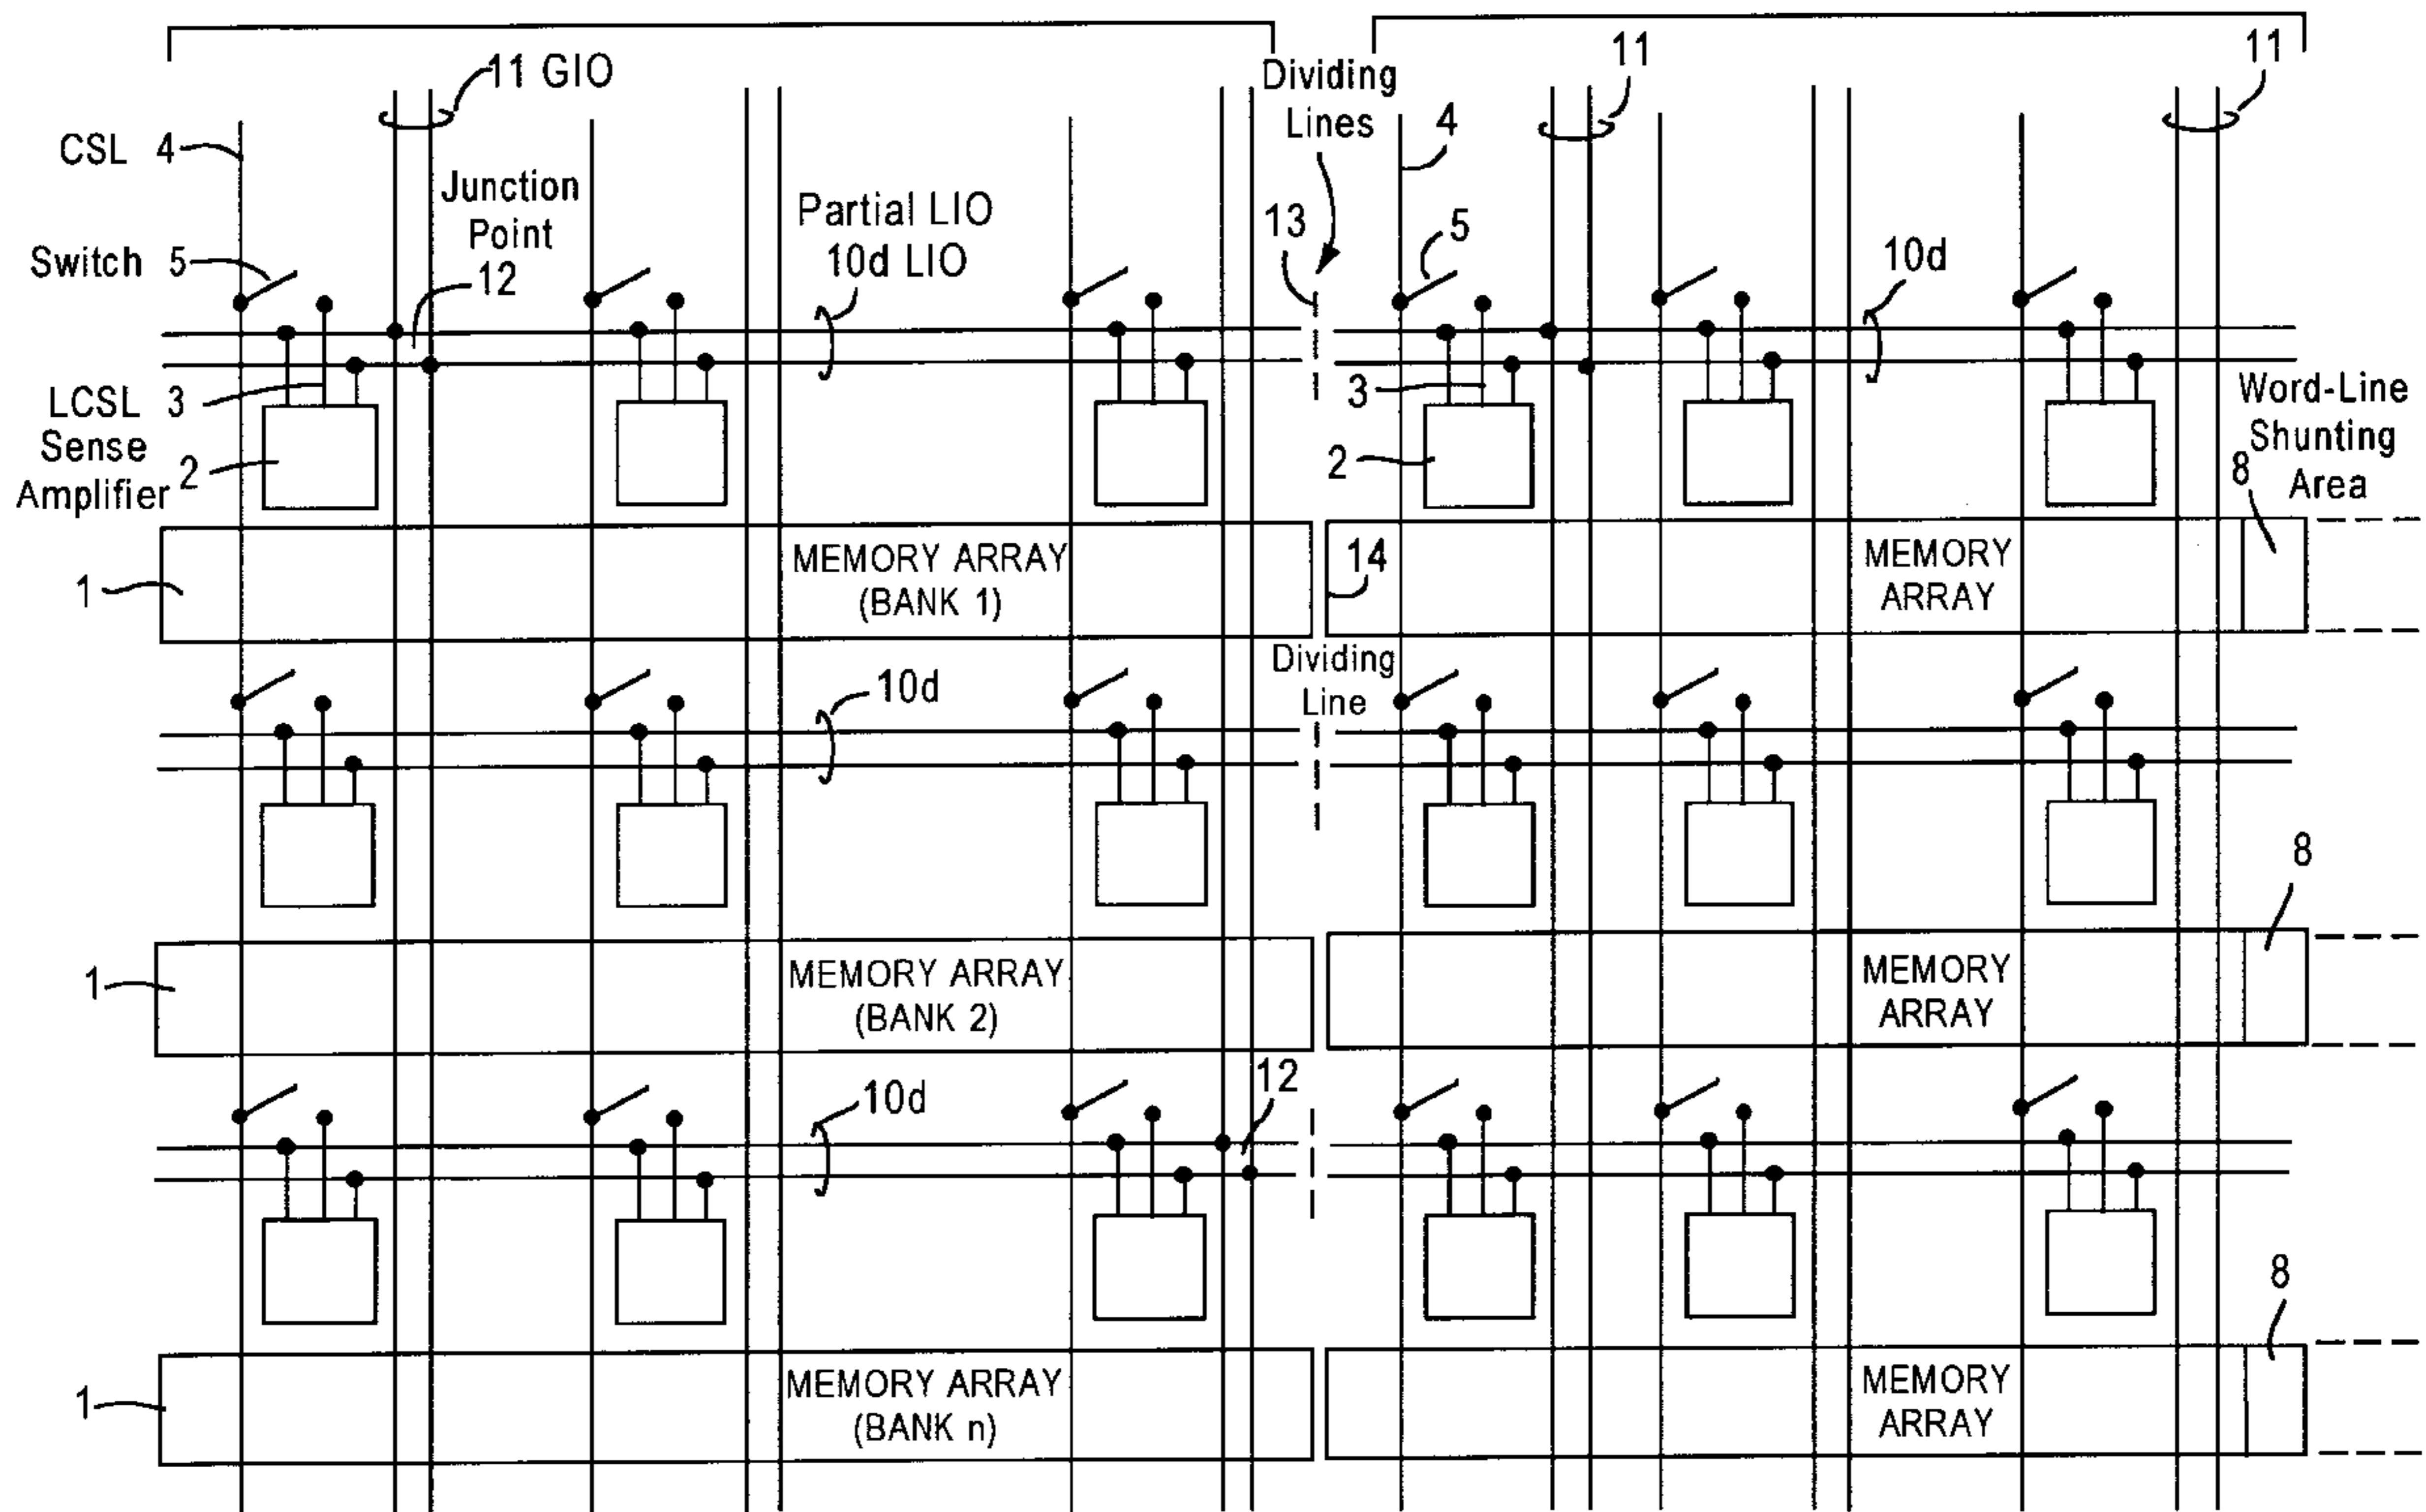 11 GIO
Dividing
Lines
11
11
CSL 4
4
Junction
Point
12
Partial LIO
10d LIO
13
5
10d
Switch 5
LCSL 3
Sense
Amplifier 2
3
2
Word-Line
Shunting
Area
8
1
MEMORY ARRAY
(BANK 1)
14
MEMORY
ARRAY
10d
Dividing
Line
8
1
MEMORY ARRAY
(BANK 2)
MEMORY
ARRAY
10d
12
8
1
MEMORY ARRAY
(BANK n)
MEMORY
ARRAY